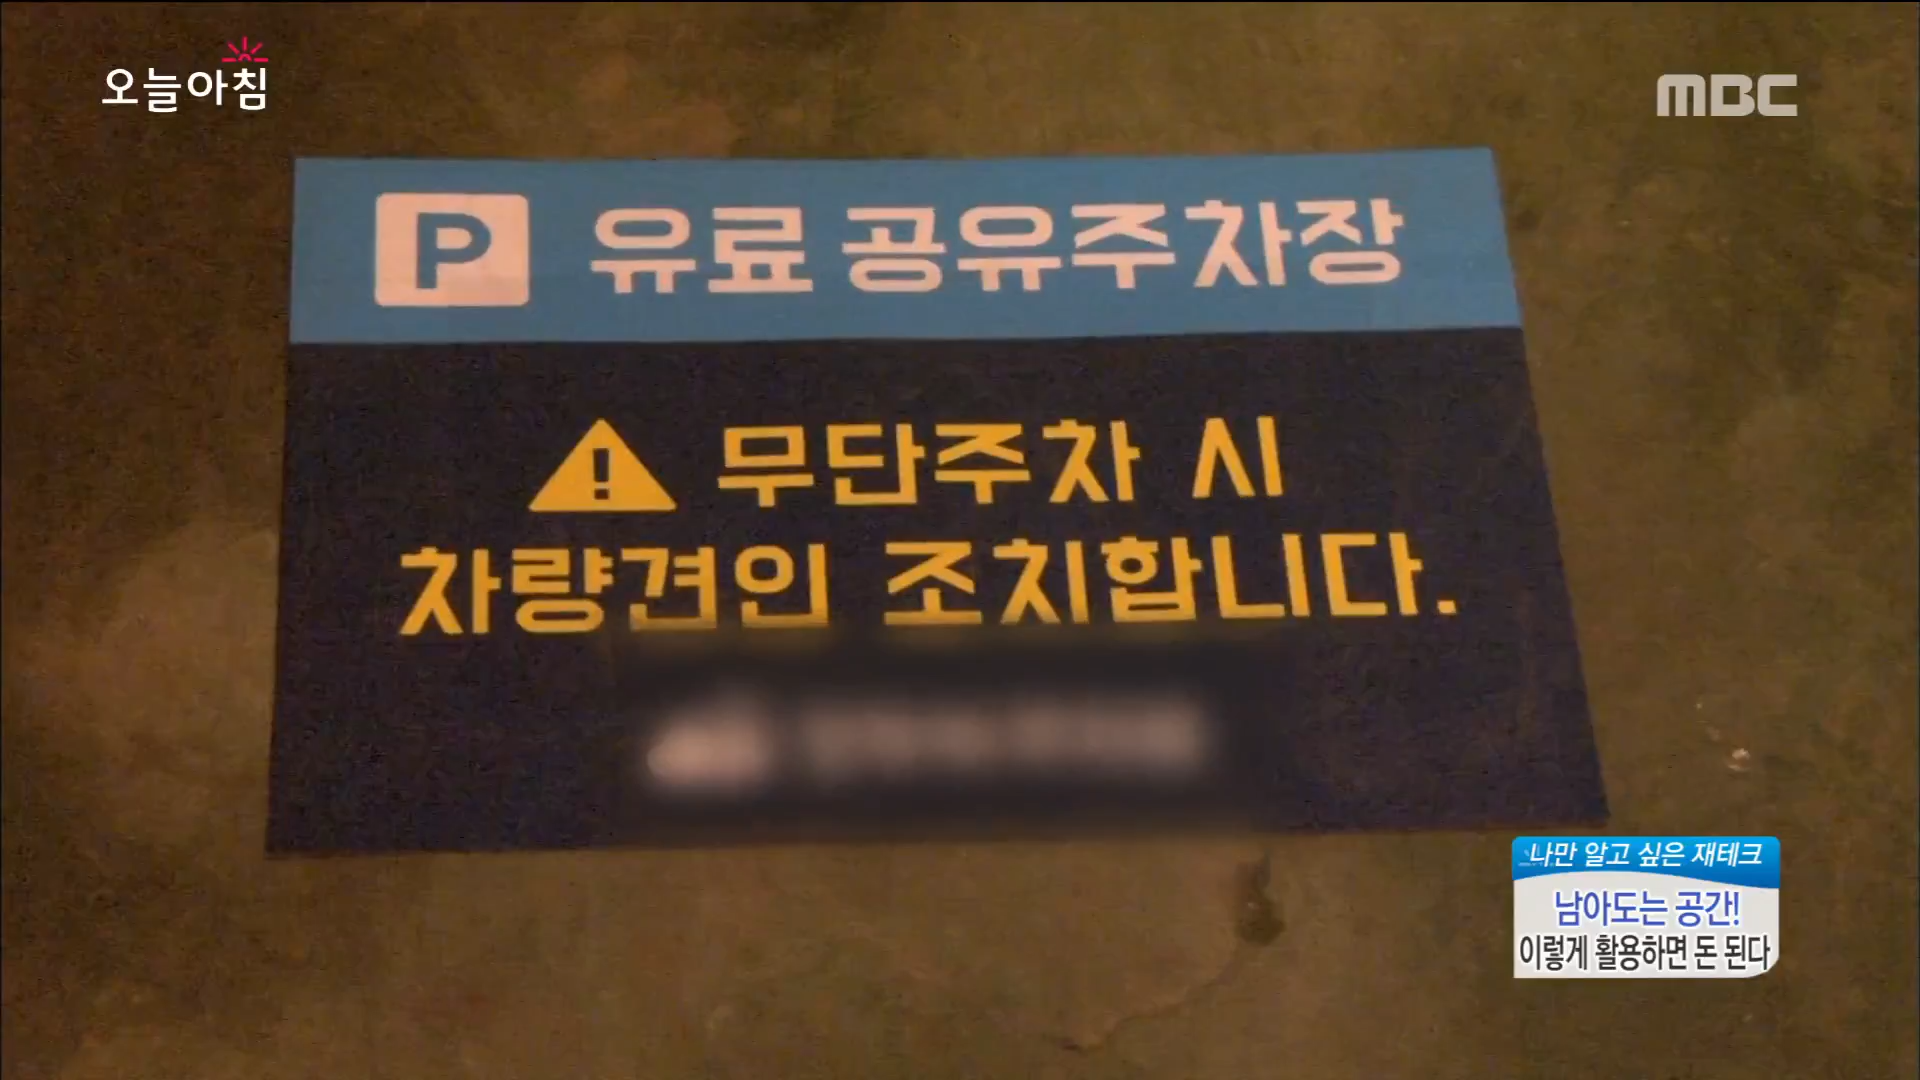 오늘아침
MBC
P 유료 공유주차장
무단주차 시
차량견인 조치합니다.
나만 알고 싶은 재테크
남아도는 공간!
이렇게 활용하면 돈 된다